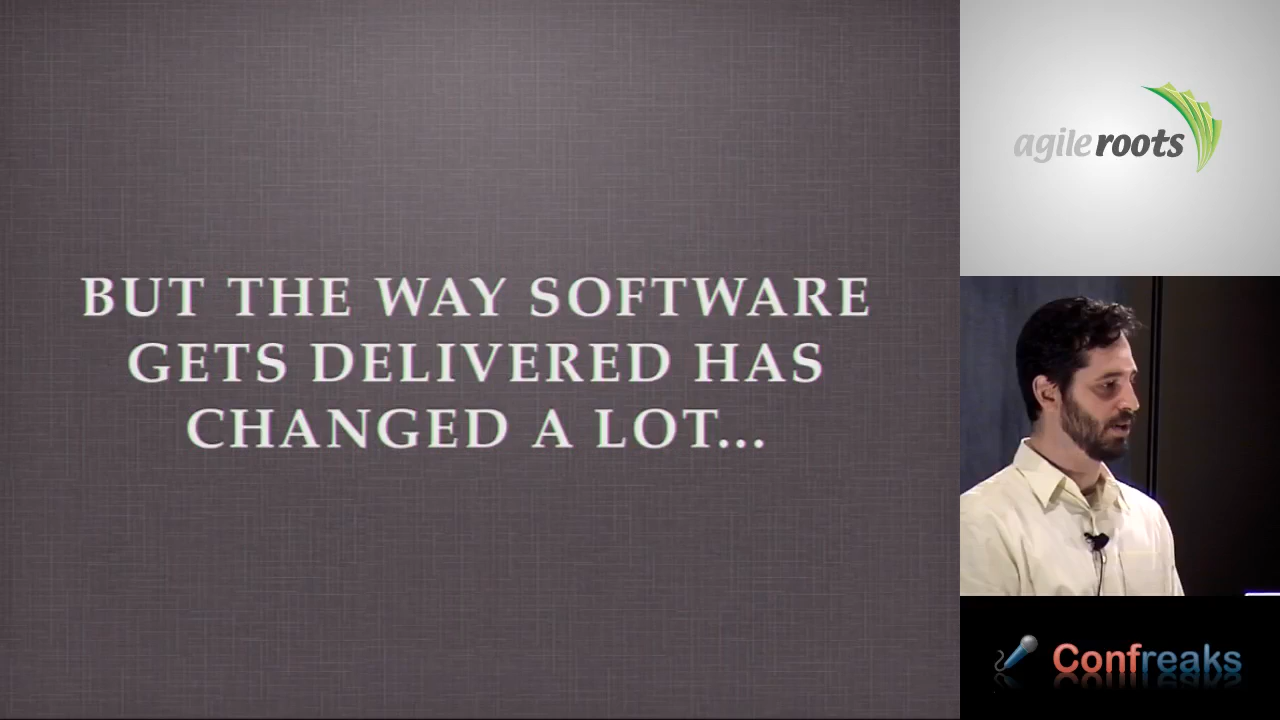 BUT THE WAY SOFTWARE
GETS DELIVERED HAS
CHANGED A LOT...
agile roots
Confreaks